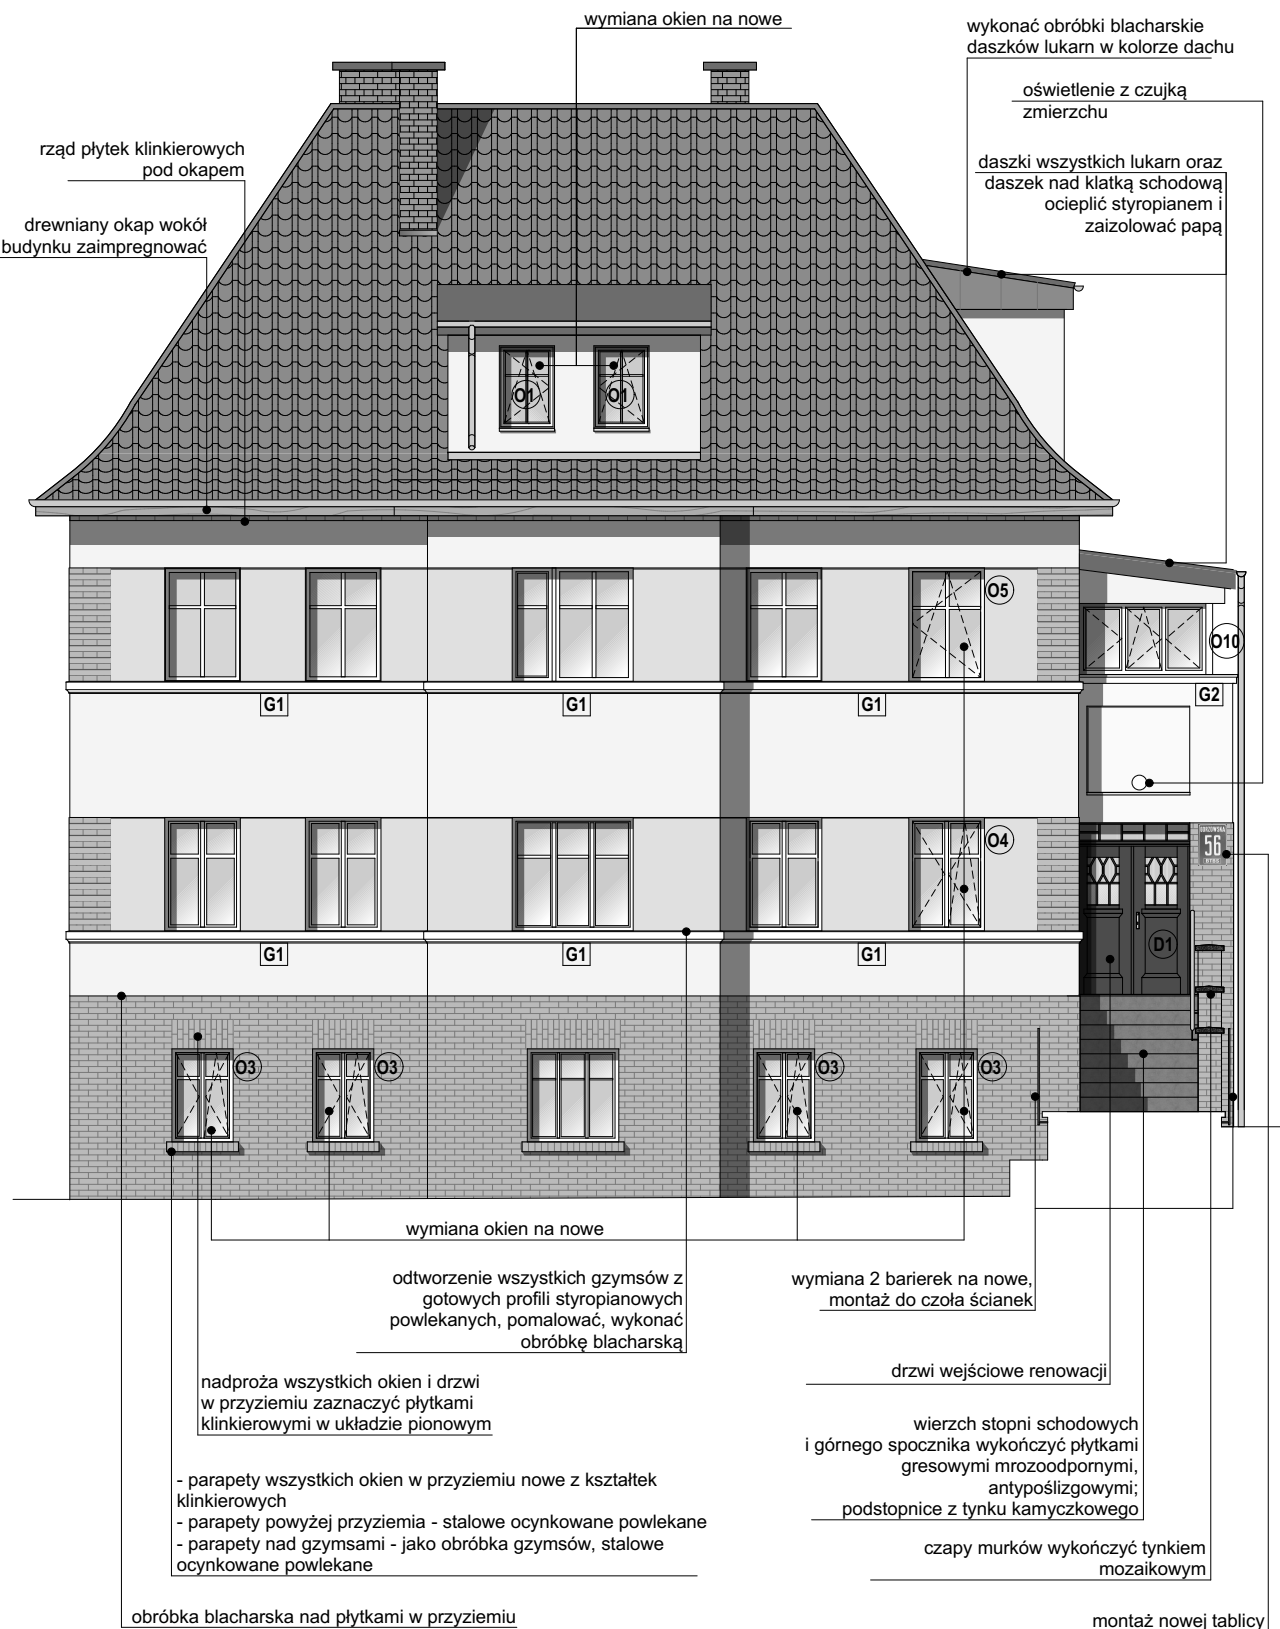 wymiana okien na nowe
wykonać obróbki blacharskie
daszków lukarn w kolorze dachu
oświetlenie z czujką
zmierzchu
rząd płytek klinkierowych
pod okapem
daszki wszystkich lukarn oraz
daszek nad klatką schodową
ocieplić styropianem i
zaizolować papą
drewniany okap wokół
budynku zaimpregnować
O1
O1
O5
O10
G1
G1
G1
G2
O4
GORZOWSKA
56
D1
G1
G1
G1
O3
O3
O3
O3
wymiana okien na nowe
odtworzenie wszystkich gzymsów z
gotowych profili styropianowych
powlekanych, pomalować, wykonać
obróbkę blacharską
wymiana 2 barierek na nowe,
montaż do czoła ścianek
nadproża wszystkich okien i drzwi
w przyziemiu zaznaczyć płytkami
klinkierowymi w układzie pionowym
drzwi wejściowe renowacji
wierzch stopni schodowych
i górnego spocznika wykończyć płytkami
gresowymi mrozoodpornymi,
antypoślizgowymi;
podstopnice z tynku kamyczkowego
- parapety wszystkich okien w przyziemiu nowe z kształtek
klinkierowych
- parapety powyżej przyziemia - stalowe ocynkowane powlekane
- parapety nad gzymsami - jako obróbka gzymsów, stalowe
ocynkowane powlekane
czapy murków wykończyć tynkiem
mozaikowym
obróbka blacharska nad płytkami w przyziemiu
montaż nowej tablicy